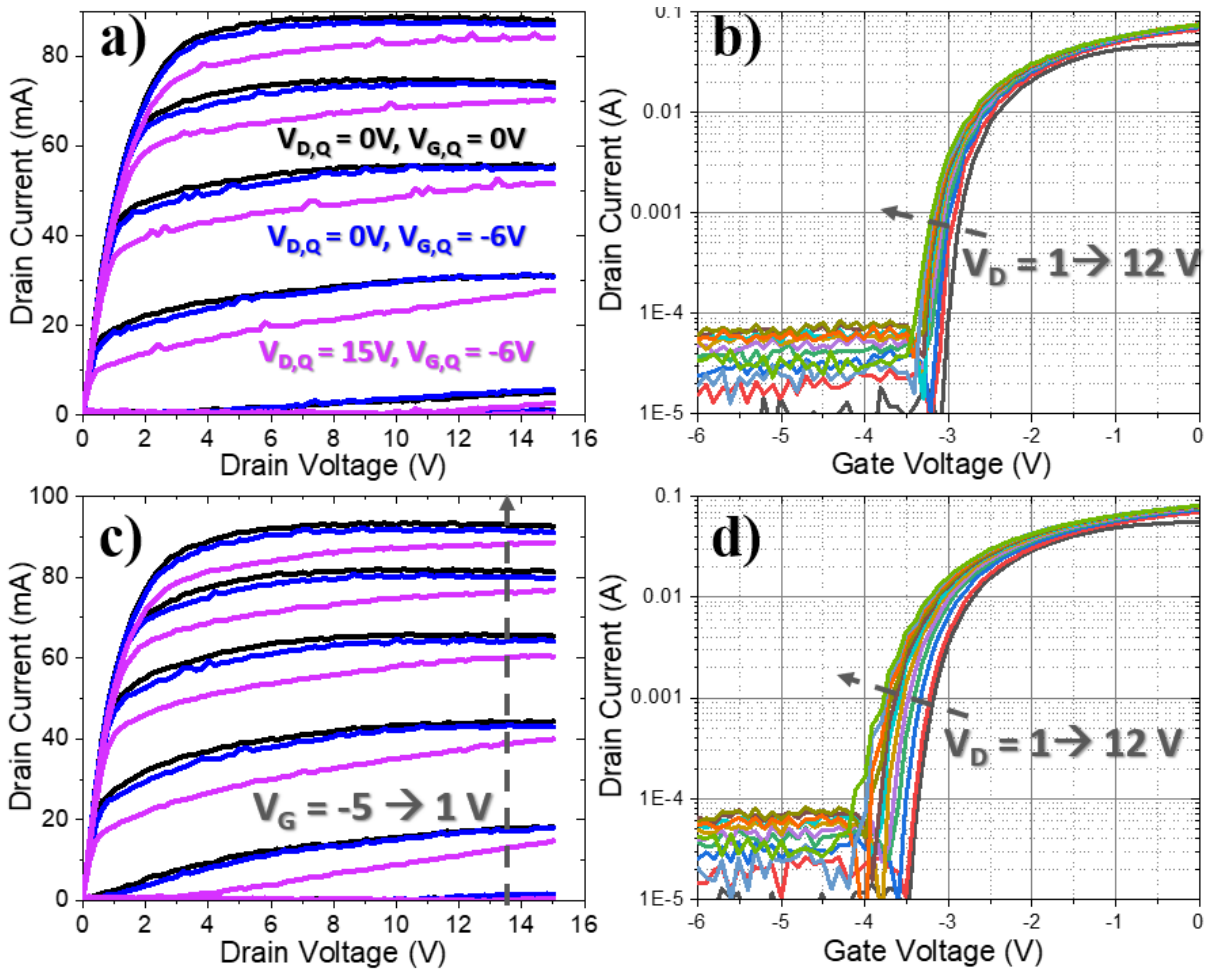 a)
80
60
40
20
0
Drain Current (mA)
V_D,Q = 0V, V_G,Q = 0V
V_D,Q = 0V, V_G,Q = -6V
V_D,Q = 15V, V_G,Q = -6V
0 2 4 6 8 10 12 14 16
Drain Voltage (V)
b)
0.1
0.01
0.001
1E-4
1E-5
Drain Current (A)
V_D = 1→ 12 V
-6 -5 -4 -3 -2 -1 0
Gate Voltage (V)
c)
100
80
60
40
20
0
Drain Current (mA)
V_G = -5 → 1 V
0 2 4 6 8 10 12 14 16
Drain Voltage (V)
d)
0.1
0.01
0.001
1E-4
1E-5
Drain Current (A)
V_D = 1→ 12 V
-6 -5 -4 -3 -2 -1 0
Gate Voltage (V)